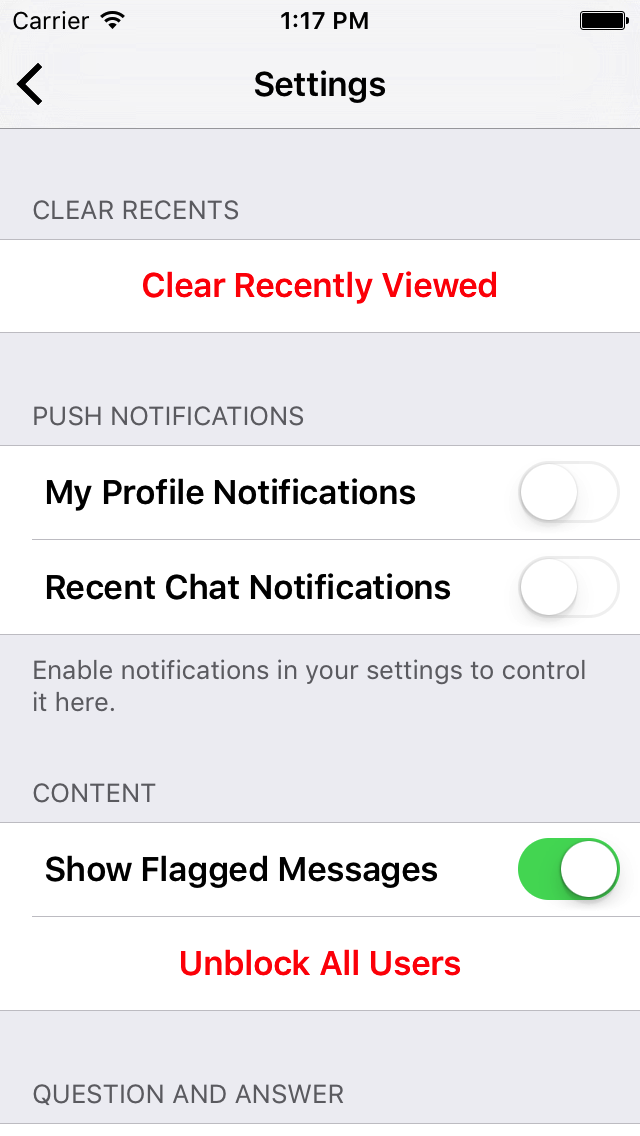 Carrier 1:17 PM
Settings
CLEAR RECENTS
Clear Recently Viewed
PUSH NOTIFICATIONS
My Profile Notifications
Recent Chat Notifications
Enable notifications in your settings to control
it here.
CONTENT
Show Flagged Messages
Unblock All Users
QUESTION AND ANSWER